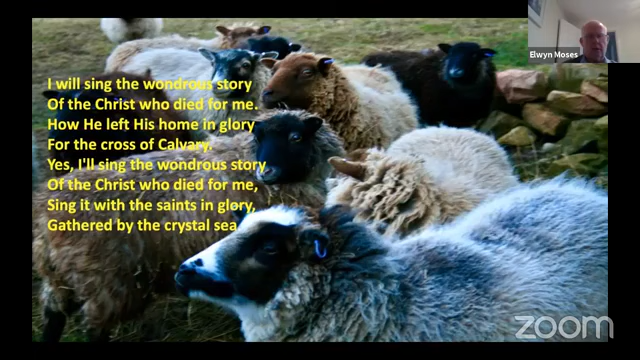 Elwyn Moses
I will sing the wondrous story
Of the Christ who died for me.
How He left His home in glory
For the cross of Calvary.
Yes, I'll sing the wondrous story
Of the Christ who died for me,
Sing it with the saints in glory,
Gathered by the crystal sea.
zoom